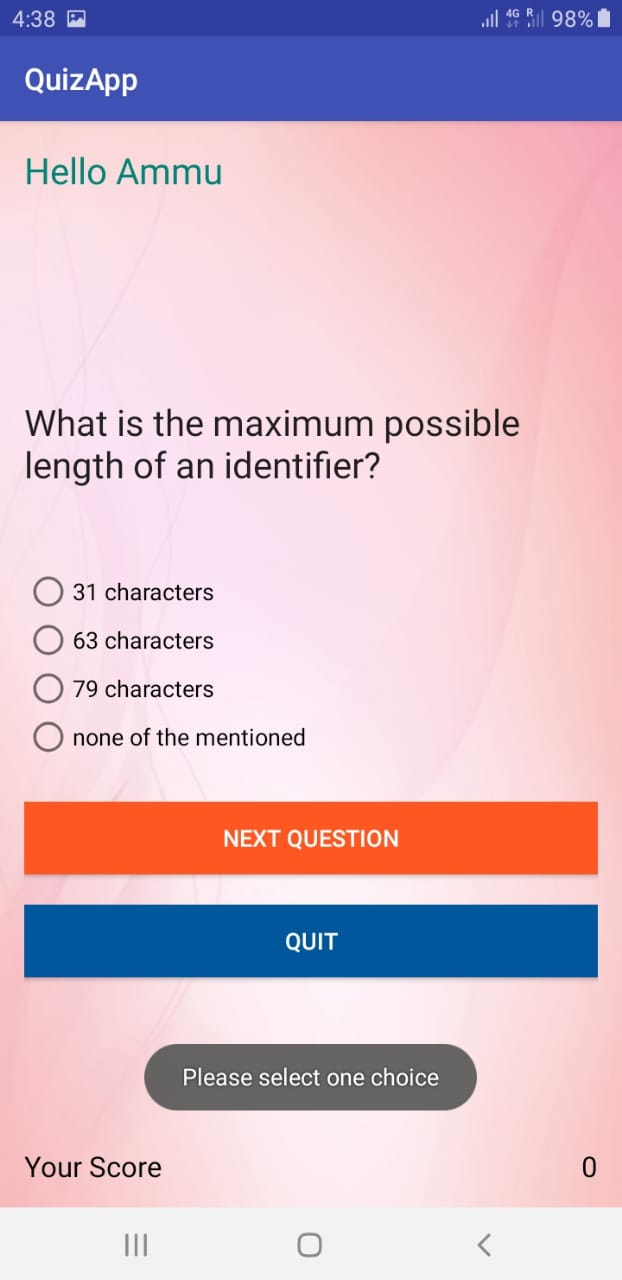 4:38 4G R 98%
QuizApp
Hello Ammu
What is the maximum possible
length of an identifier?
31 characters
63 characters
79 characters
none of the mentioned
NEXT QUESTION
QUIT
Please select one choice
Your Score 0